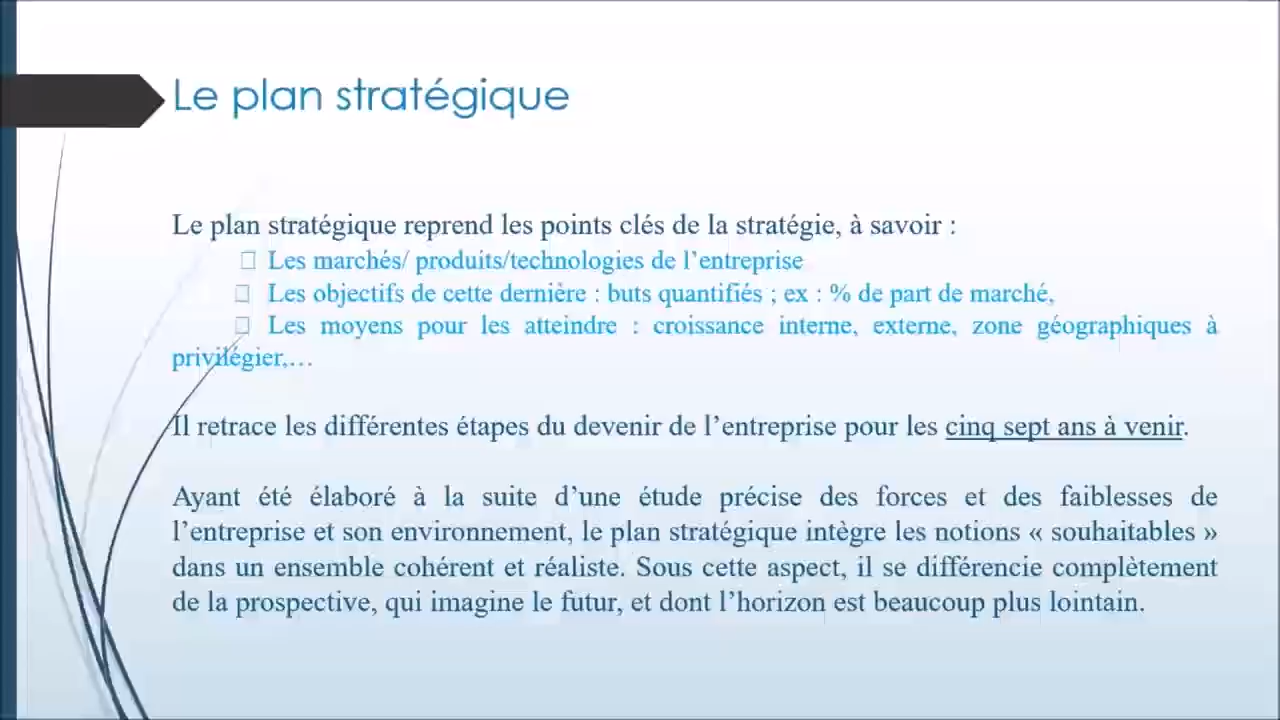 Le plan stratégique
Le plan stratégique reprend les points clés de la stratégie, à savoir :
□ Les marchés/ produits/technologies de l’entreprise
□ Les objectifs de cette dernière : buts quantifiés ; ex : % de part de marché,
□ Les moyens pour les atteindre : croissance interne, externe, zone géographiques à
privilégier,…
Il retrace les différentes étapes du devenir de l’entreprise pour les cinq sept ans à venir.
Ayant été élaboré à la suite d’une étude précise des forces et des faiblesses de
l’entreprise et son environnement, le plan stratégique intègre les notions « souhaitables »
dans un ensemble cohérent et réaliste. Sous cette aspect, il se différencie complètement
de la prospective, qui imagine le futur, et dont l’horizon est beaucoup plus lointain.